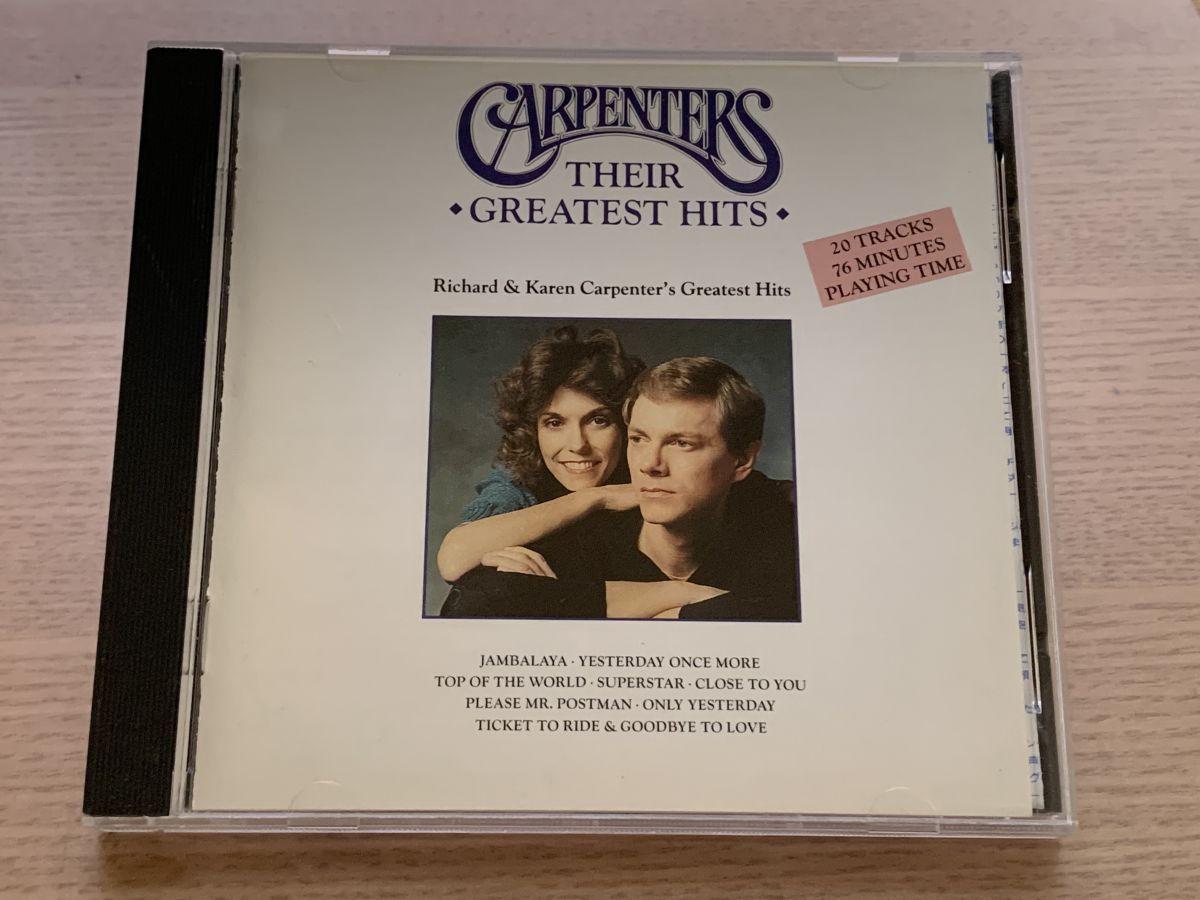 CARPENTERS
THEIR
◆ GREATEST HITS ◆
20 TRACKS
76 MINUTES
PLAYING TIME
Richard & Karen Carpenter's Greatest Hits
JAMBALAYA · YESTERDAY ONCE MORE
TOP OF THE WORLD · SUPERSTAR · CLOSE TO YOU
PLEASE MR. POSTMAN · ONLY YESTERDAY
TICKET TO RIDE & GOODBYE TO LOVE